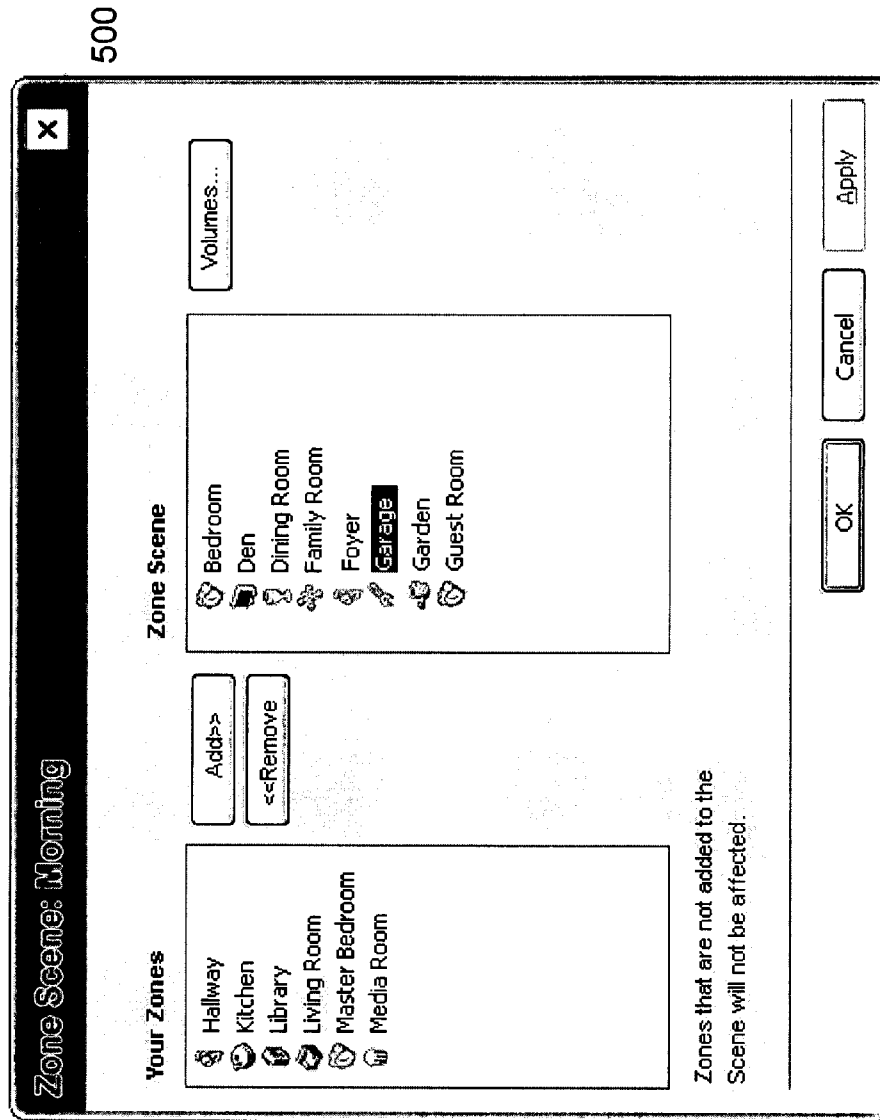 500
Zone Scene: Morning
X
Your Zones
Hallway
Kitchen
Library
Living Room
Master Bedroom
Media Room
Add>>
<<Remove
Zone Scene
Bedroom
Den
Dining Room
Family Room
Foyer
Garage
Garden
Guest Room
Volumes...
Zones that are not added to the
Scene will not be affected.
OK
Cancel
Apply